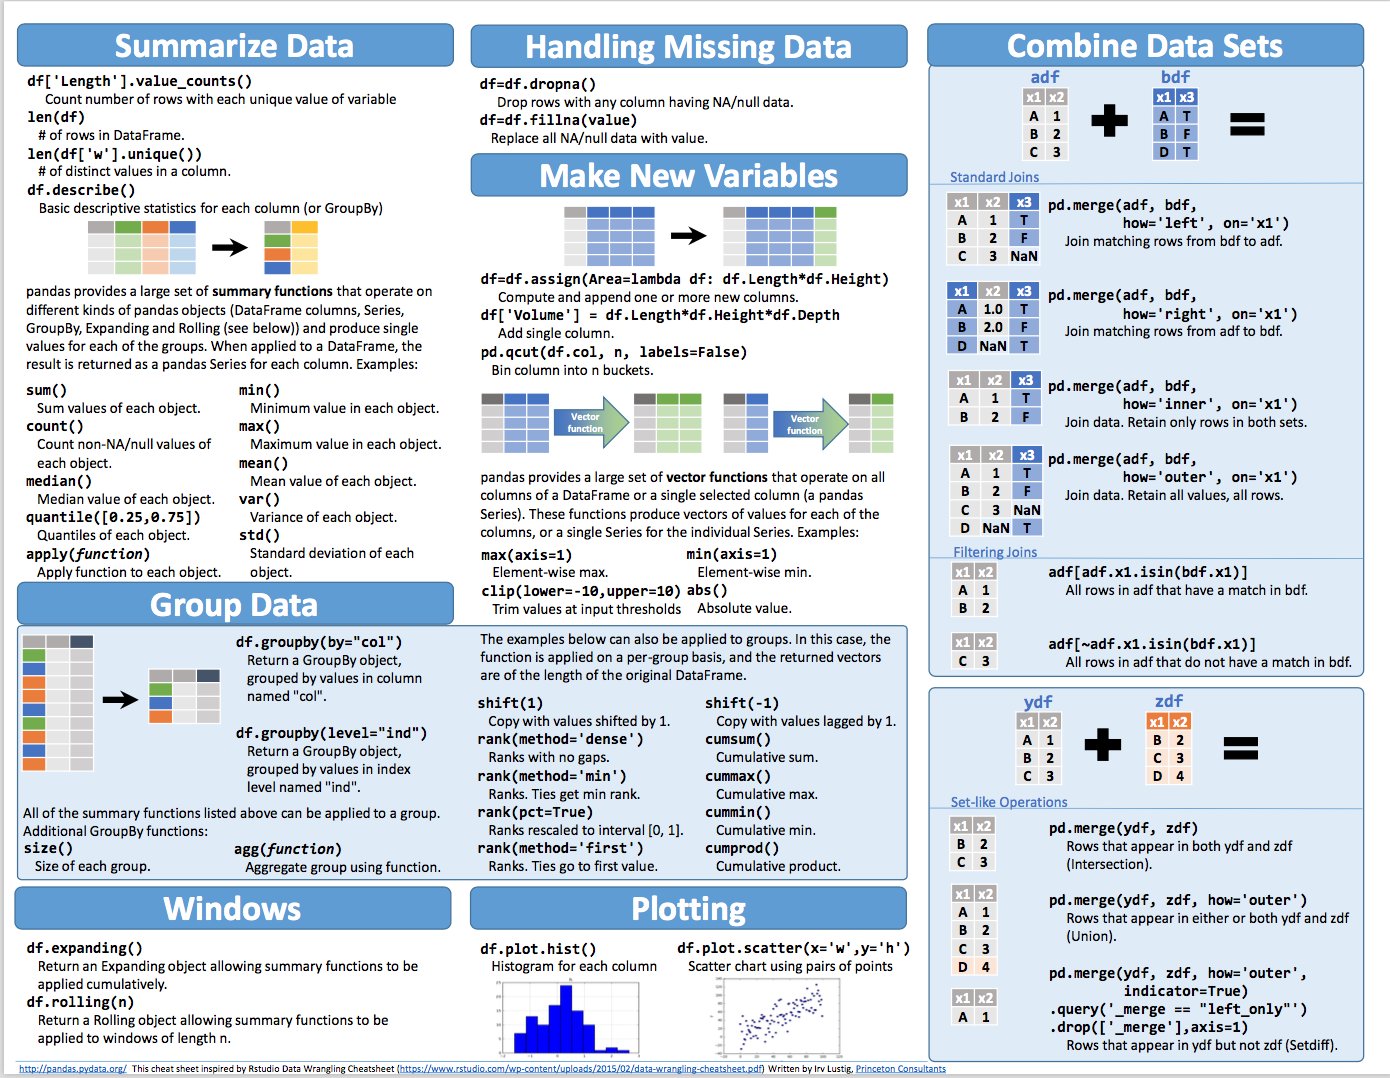 Summarize Data
df['Length'].value_counts()
Count number of rows with each unique value of variable
len(df)
# of rows in DataFrame.
len(df['w'].unique())
# of distinct values in a column.
df.describe()
Basic descriptive statistics for each column (or GroupBy)
pandas provides a large set of summary functions that operate on
different kinds of pandas objects (DataFrame columns, Series,
GroupBy, Expanding and Rolling (see below)) and produce single
values for each of the groups. When applied to a DataFrame, the
result is returned as a pandas Series for each column. Examples:
sum()
Sum values of each object.
count()
Count non-NA/null values of
each object.
median()
Median value of each object.
quantile([0.25,0.75])
Quantiles of each object.
apply(function)
Apply function to each object.
min()
Minimum value in each object.
max()
Maximum value in each object.
mean()
Mean value of each object.
var()
Variance of each object.
std()
Standard deviation of each
object.
Group Data
df.groupby(by="col")
Return a GroupBy object,
grouped by values in column
named "col".
df.groupby(level="ind")
Return a GroupBy object,
grouped by values in index
level named "ind".
All of the summary functions listed above can be applied to a group.
Additional GroupBy functions:
size()
Size of each group.
agg(function)
Aggregate group using function.
Windows
df.expanding()
Return an Expanding object allowing summary functions to be
applied cumulatively.
df.rolling(n)
Return a Rolling object allowing summary functions to be
applied to windows of length n.
Handling Missing Data
df=df.dropna()
Drop rows with any column having NA/null data.
df=df.fillna(value)
Replace all NA/null data with value.
Make New Variables
df=df.assign(Area=lambda df: df.Length*df.Height)
Compute and append one or more new columns.
df['Volume'] = df.Length*df.Height*df.Depth
Add single column.
pd.qcut(df.col, n, labels=False)
Bin column into n buckets.
Vector
function
Vector
function
pandas provides a large set of vector functions that operate on all
columns of a DataFrame or a single selected column (a pandas
Series). These functions produce vectors of values for each of the
columns, or a single Series for the individual Series. Examples:
max(axis=1)
Element-wise max.
clip(lower=-10,upper=10)
Trim values at input thresholds
min(axis=1)
Element-wise min.
abs()
Absolute value.
The examples below can also be applied to groups. In this case, the
function is applied on a per-group basis, and the returned vectors
are of the length of the original DataFrame.
shift(1)
Copy with values shifted by 1.
rank(method='dense')
Ranks with no gaps.
rank(method='min')
Ranks. Ties get min rank.
rank(pct=True)
Ranks rescaled to interval [0, 1].
rank(method='first')
Ranks. Ties go to first value.
shift(-1)
Copy with values lagged by 1.
cumsum()
Cumulative sum.
cummax()
Cumulative max.
cummin()
Cumulative min.
cumprod()
Cumulative product.
Plotting
df.plot.hist()
Histogram for each column
df.plot.scatter(x='w',y='h')
Scatter chart using pairs of points
Combine Data Sets
adf
x1 x2
A 1
B 2
C 3
bdf
x1 x3
A T
B F
D T
Standard Joins
x1 x2 x3
A 1 T
B 2 F
C 3 NaN
pd.merge(adf, bdf,
how='left', on='x1')
Join matching rows from bdf to adf.
x1 x2 x3
A 1.0 T
B 2.0 F
D NaN T
pd.merge(adf, bdf,
how='right', on='x1')
Join matching rows from adf to bdf.
x1 x2 x3
A 1 T
B 2 F
pd.merge(adf, bdf,
how='inner', on='x1')
Join data. Retain only rows in both sets.
x1 x2 x3
A 1 T
B 2 F
C 3 NaN
D NaN T
pd.merge(adf, bdf,
how='outer', on='x1')
Join data. Retain all values, all rows.
Filtering Joins
x1 x2
A 1
B 2
adf[adf.x1.isin(bdf.x1)]
All rows in adf that have a match in bdf.
x1 x2
C 3
adf[~adf.x1.isin(bdf.x1)]
All rows in adf that do not have a match in bdf.
ydf
x1 x2
A 1
B 2
C 3
zdf
x1 x2
B 2
C 3
D 4
Set-like Operations
x1 x2
B 2
C 3
pd.merge(ydf, zdf)
Rows that appear in both ydf and zdf
(Intersection).
x1 x2
A 1
B 2
C 3
D 4
pd.merge(ydf, zdf, how='outer')
Rows that appear in either or both ydf and zdf
(Union).
x1 x2
A 1
pd.merge(ydf, zdf, how='outer',
indicator=True)
.query('_merge == "left_only"')
.drop(['_merge'],axis=1)
Rows that appear in ydf but not zdf (Setdiff).
http://pandas.pydata.org/ This cheat sheet inspired by Rstudio Data Wrangling Cheatsheet (https://www.rstudio.com/wp-content/uploads/2015/02/data-wrangling-cheatsheet.pdf) Written by Irv Lustig, Princeton Consultants